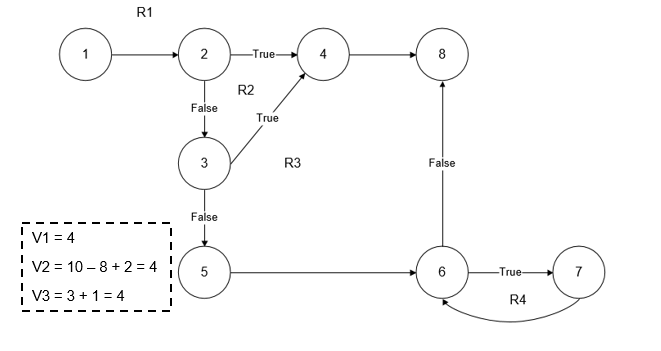 R1
1
2
True
4
8
R2
False
True
3
R3
False
False
V1 = 4
V2 = 10 – 8 + 2 = 4
V3 = 3 + 1 = 4
5
6
True
7
R4